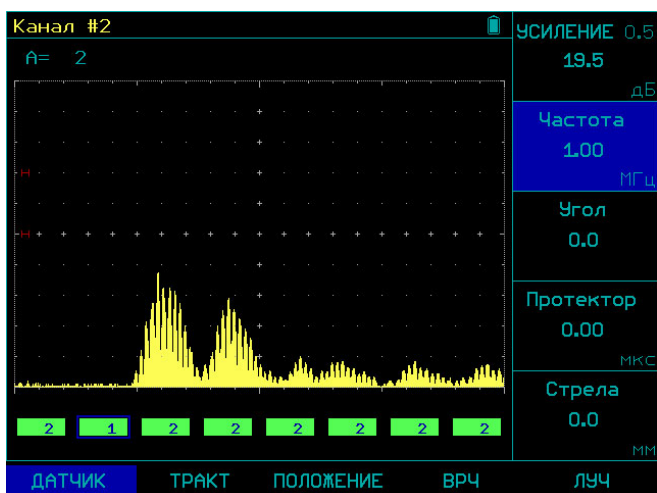 Канал #2
A= 2
УСИЛЕНИЕ 0.5
19.5
дБ
Частота
1.00
МГц
Угол
0.0
Протектор
0.00
мкс
Стрела
0.0
мм
2 1 2 2 2 2 2 2
ДАТЧИК ТРАКТ ПОЛОЖЕНИЕ ВРЧ ЛУЧ